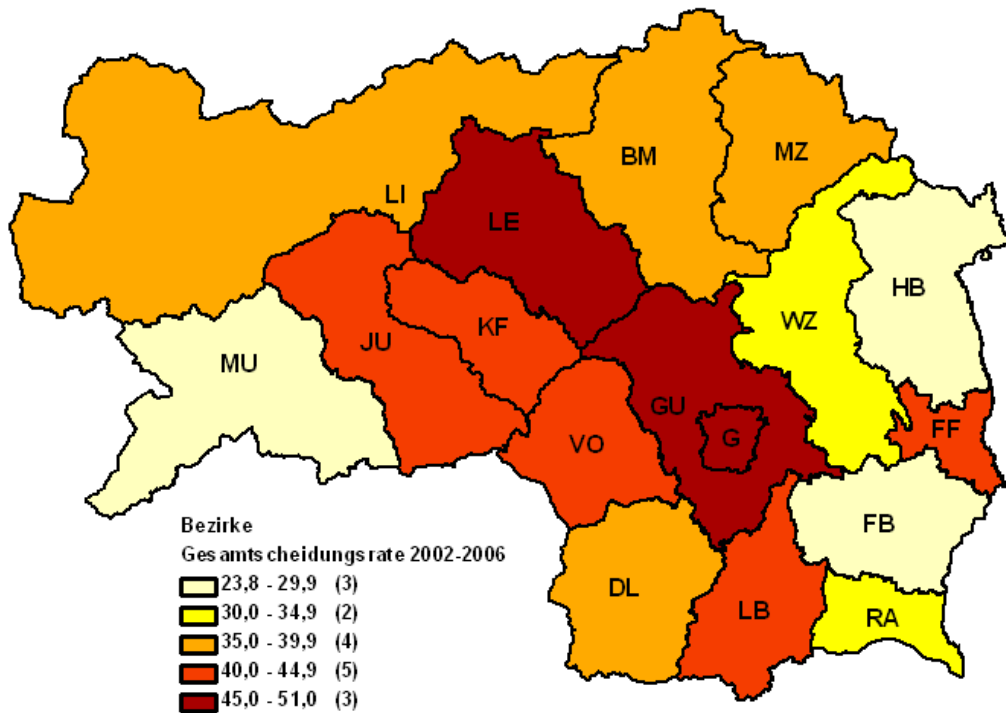 BM
MZ
LI
LE
HB
WZ
KF
JU
MU
GU
G
VO
FF
FB
DL
LB
RA
Bezirke
Gesamtscheidungsrate 2002-2006
23,8 - 29,9 (3)
30,0 - 34,9 (2)
35,0 - 39,9 (4)
40,0 - 44,9 (5)
45,0 - 51,0 (3)